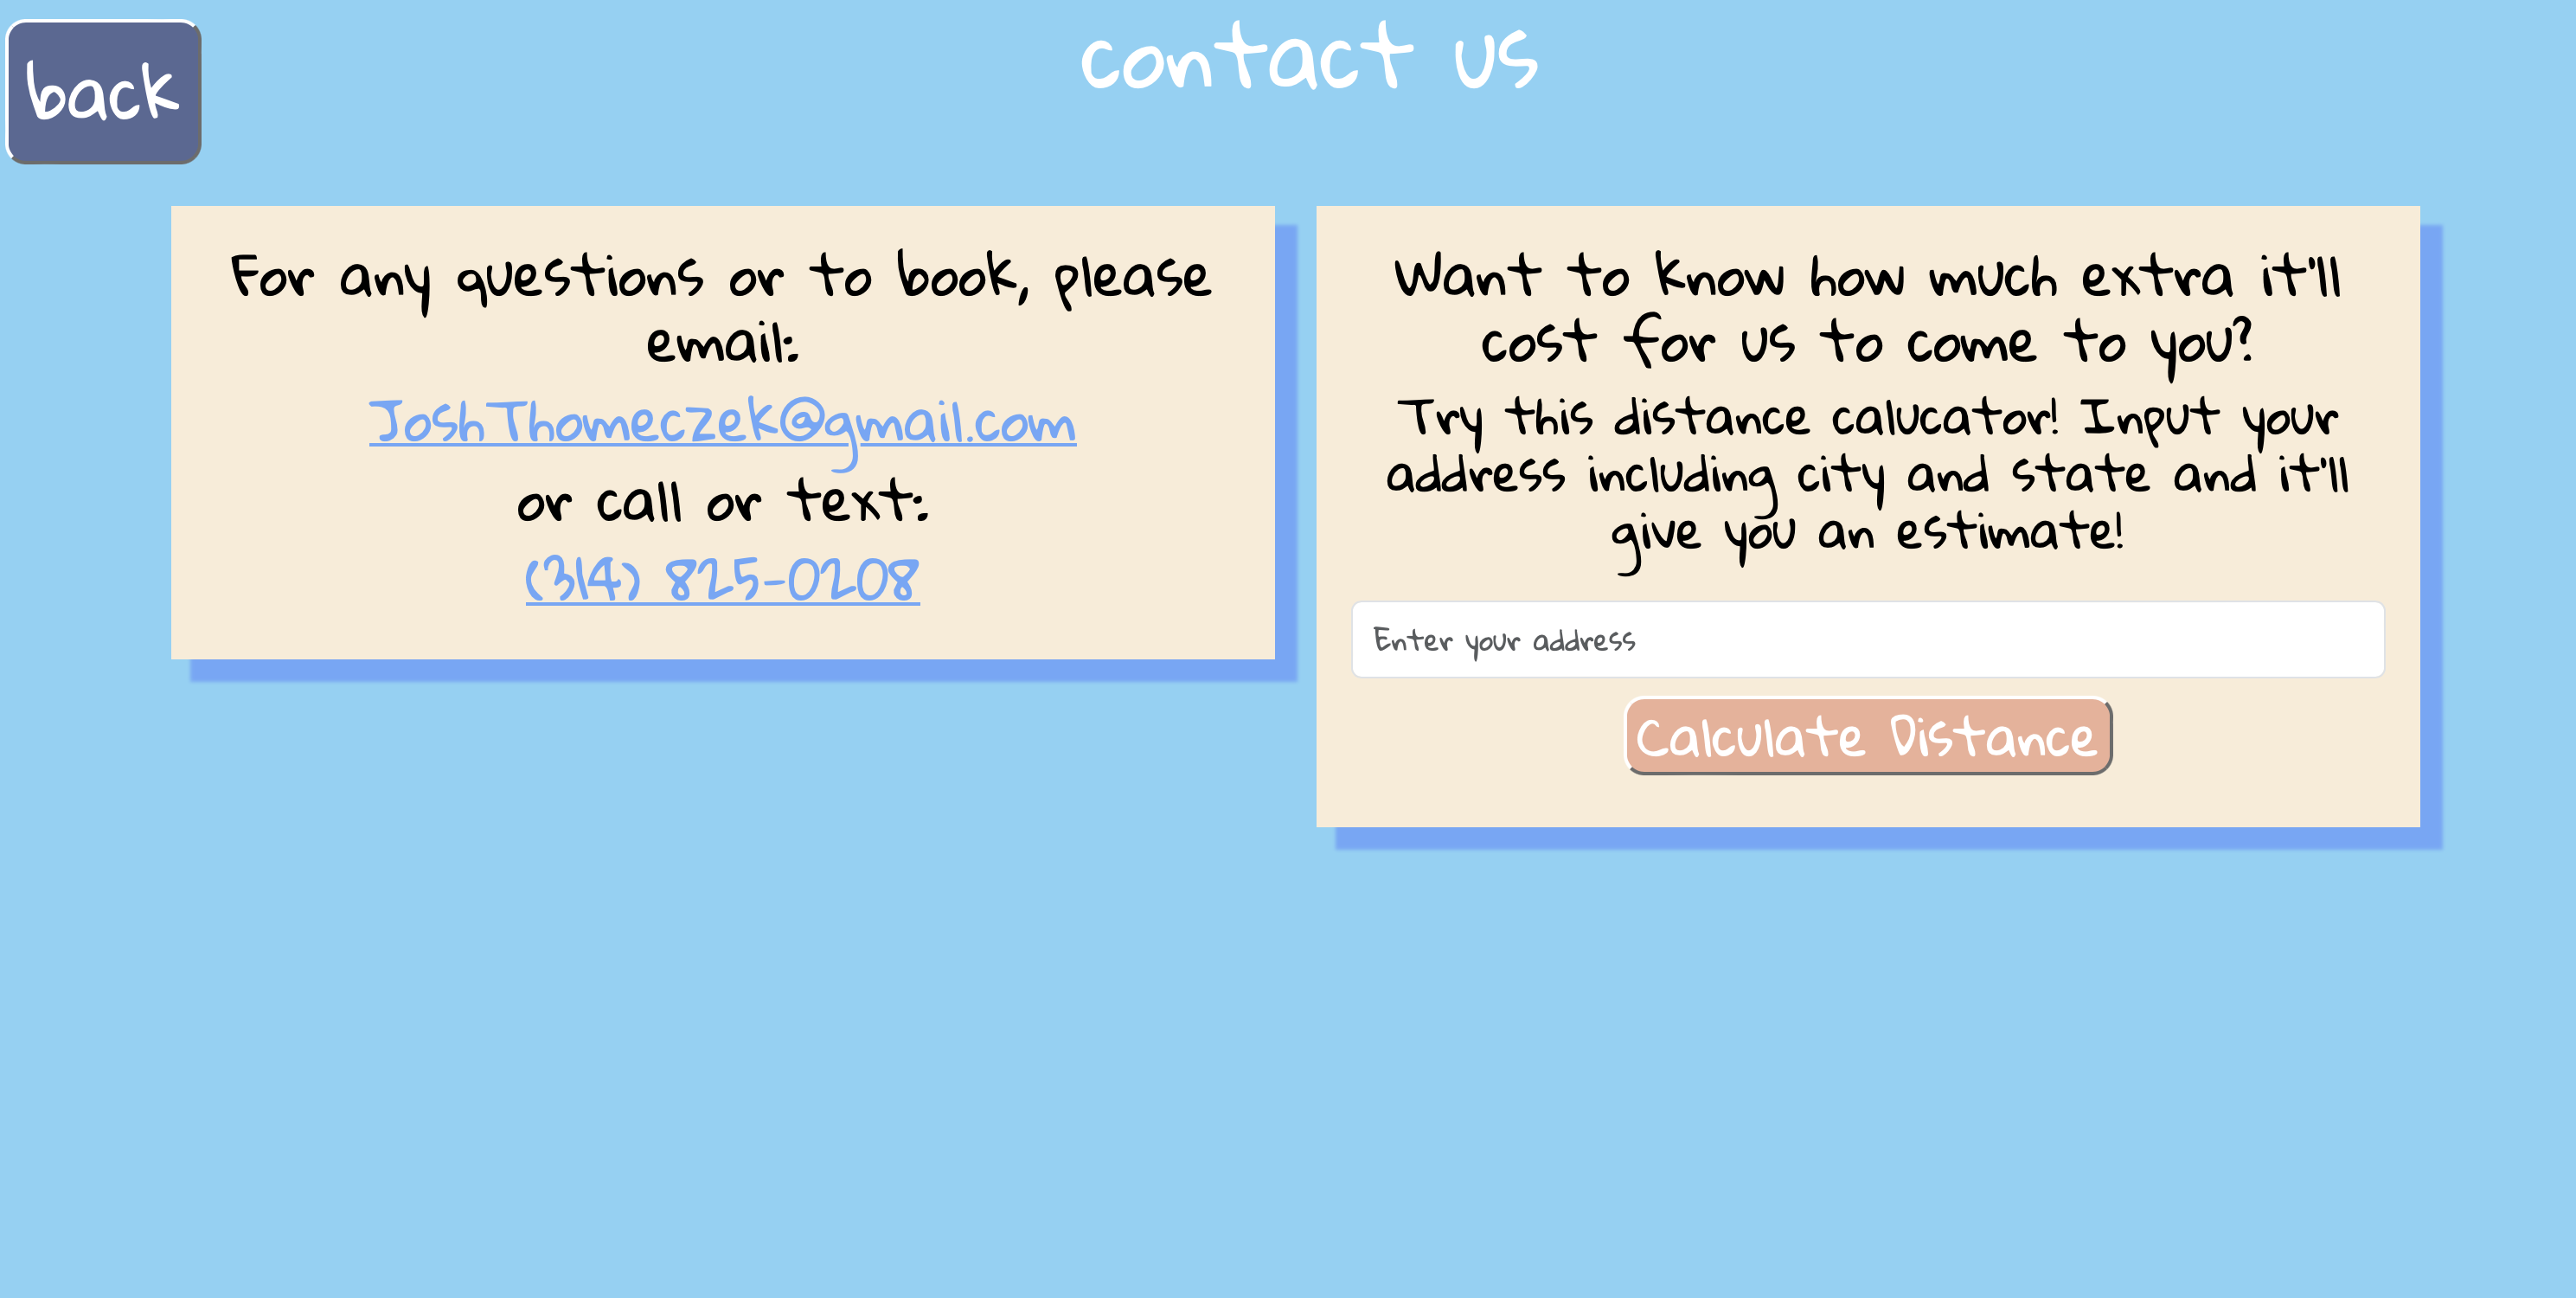 back
contact us
For any questions or to book, please
email:
JoshThomeczek@gmail.com
or call or text:
(314) 825-0208
Want to know how much extra it'll
cost for us to come to you?
Try this distance calucator! Input your
address including city and state and it'll
give you an estimate!
Enter your address
Calculate Distance